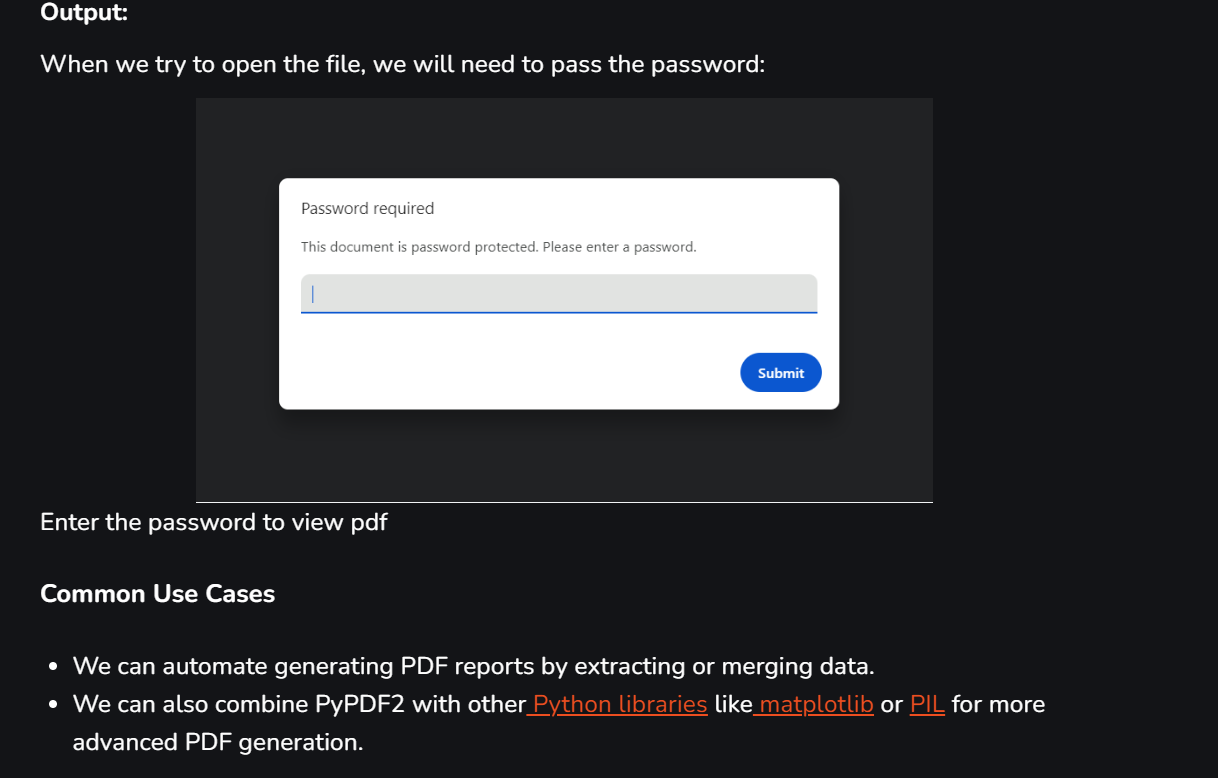 Output:
When we try to open the file, we will need to pass the password:
Password required
This document is password protected. Please enter a password.
Submit
Enter the password to view pdf
Common Use Cases
• We can automate generating PDF reports by extracting or merging data.
• We can also combine PyPDF2 with other Python libraries like matplotlib or PIL for more
advanced PDF generation.